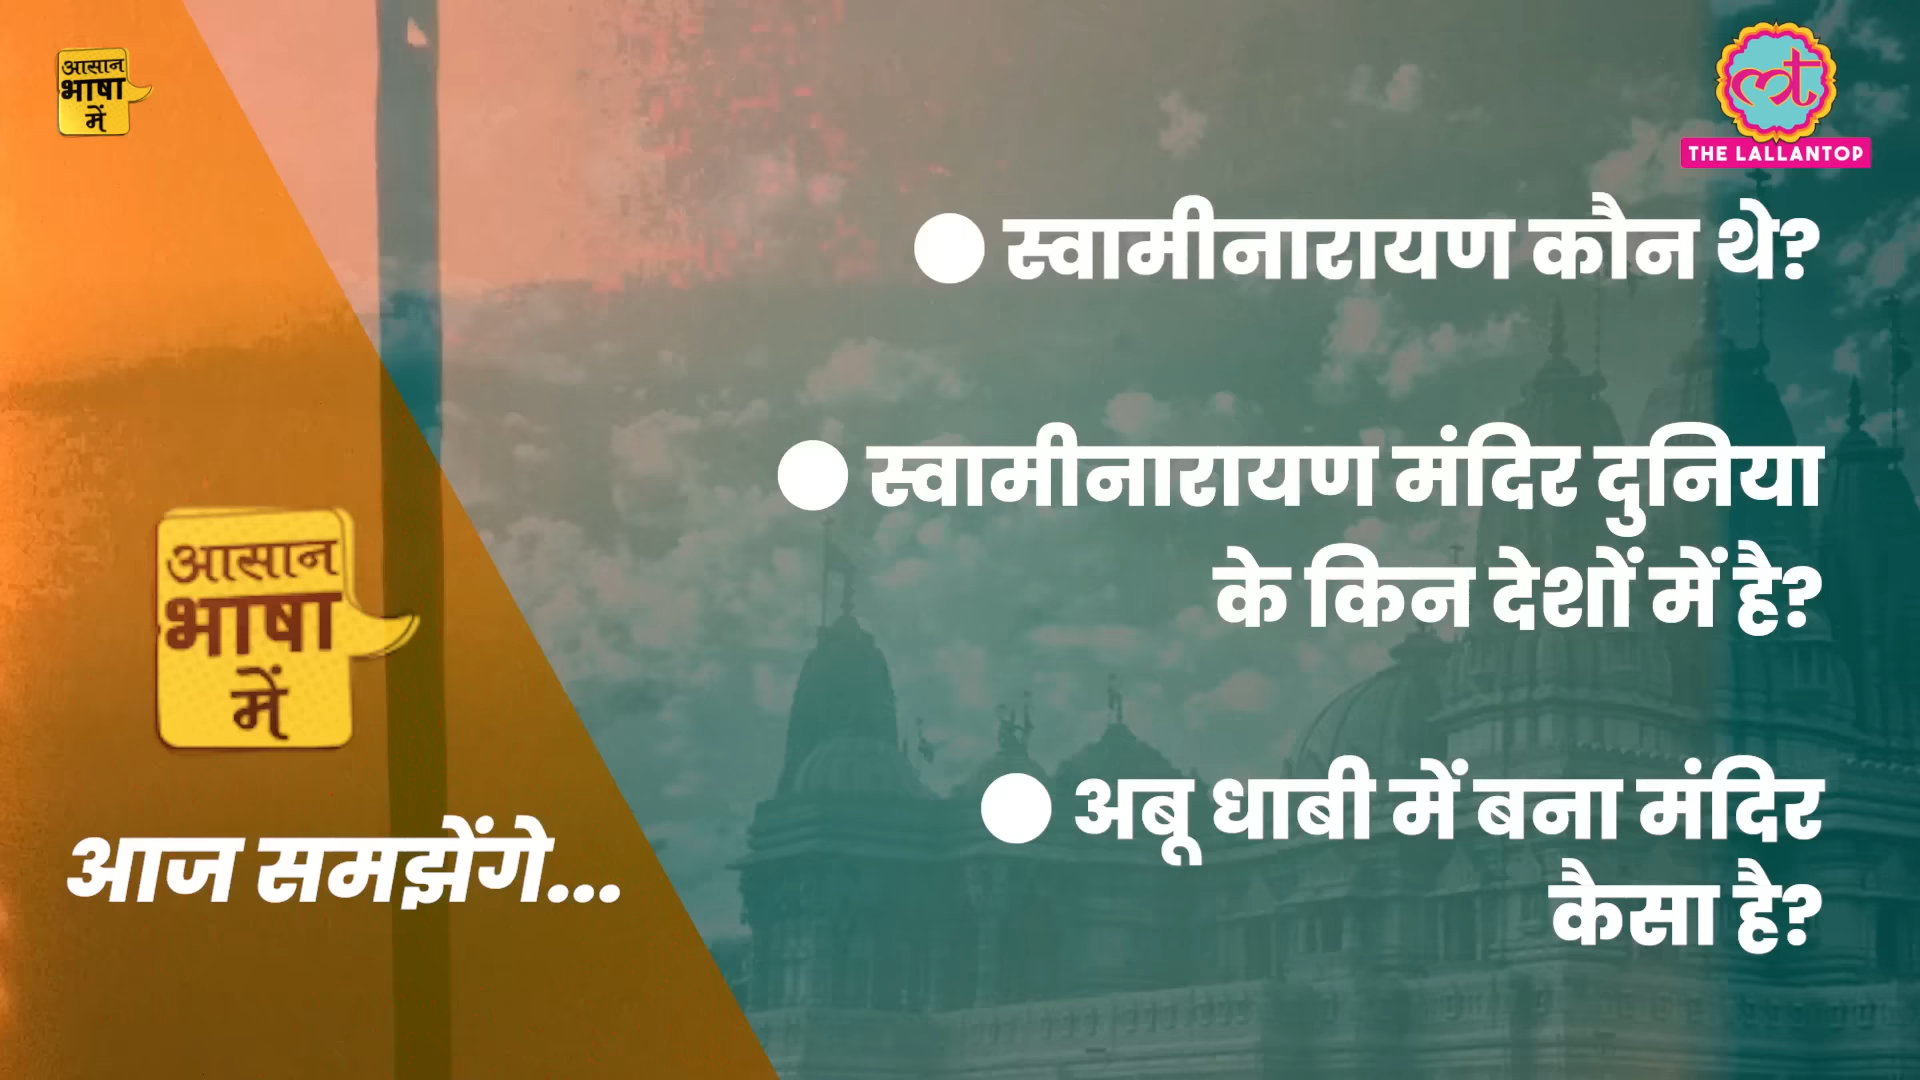 आसान
भाषा
में
THE LALLANTOP
स्वामीनारायण कौन थे?
स्वामीनारायण मंदिर दुनिया
के किन देशों में है?
अबू धाबी में बना मंदिर
कैसा है?
आसान
भाषा
में
आज समझेंगे...